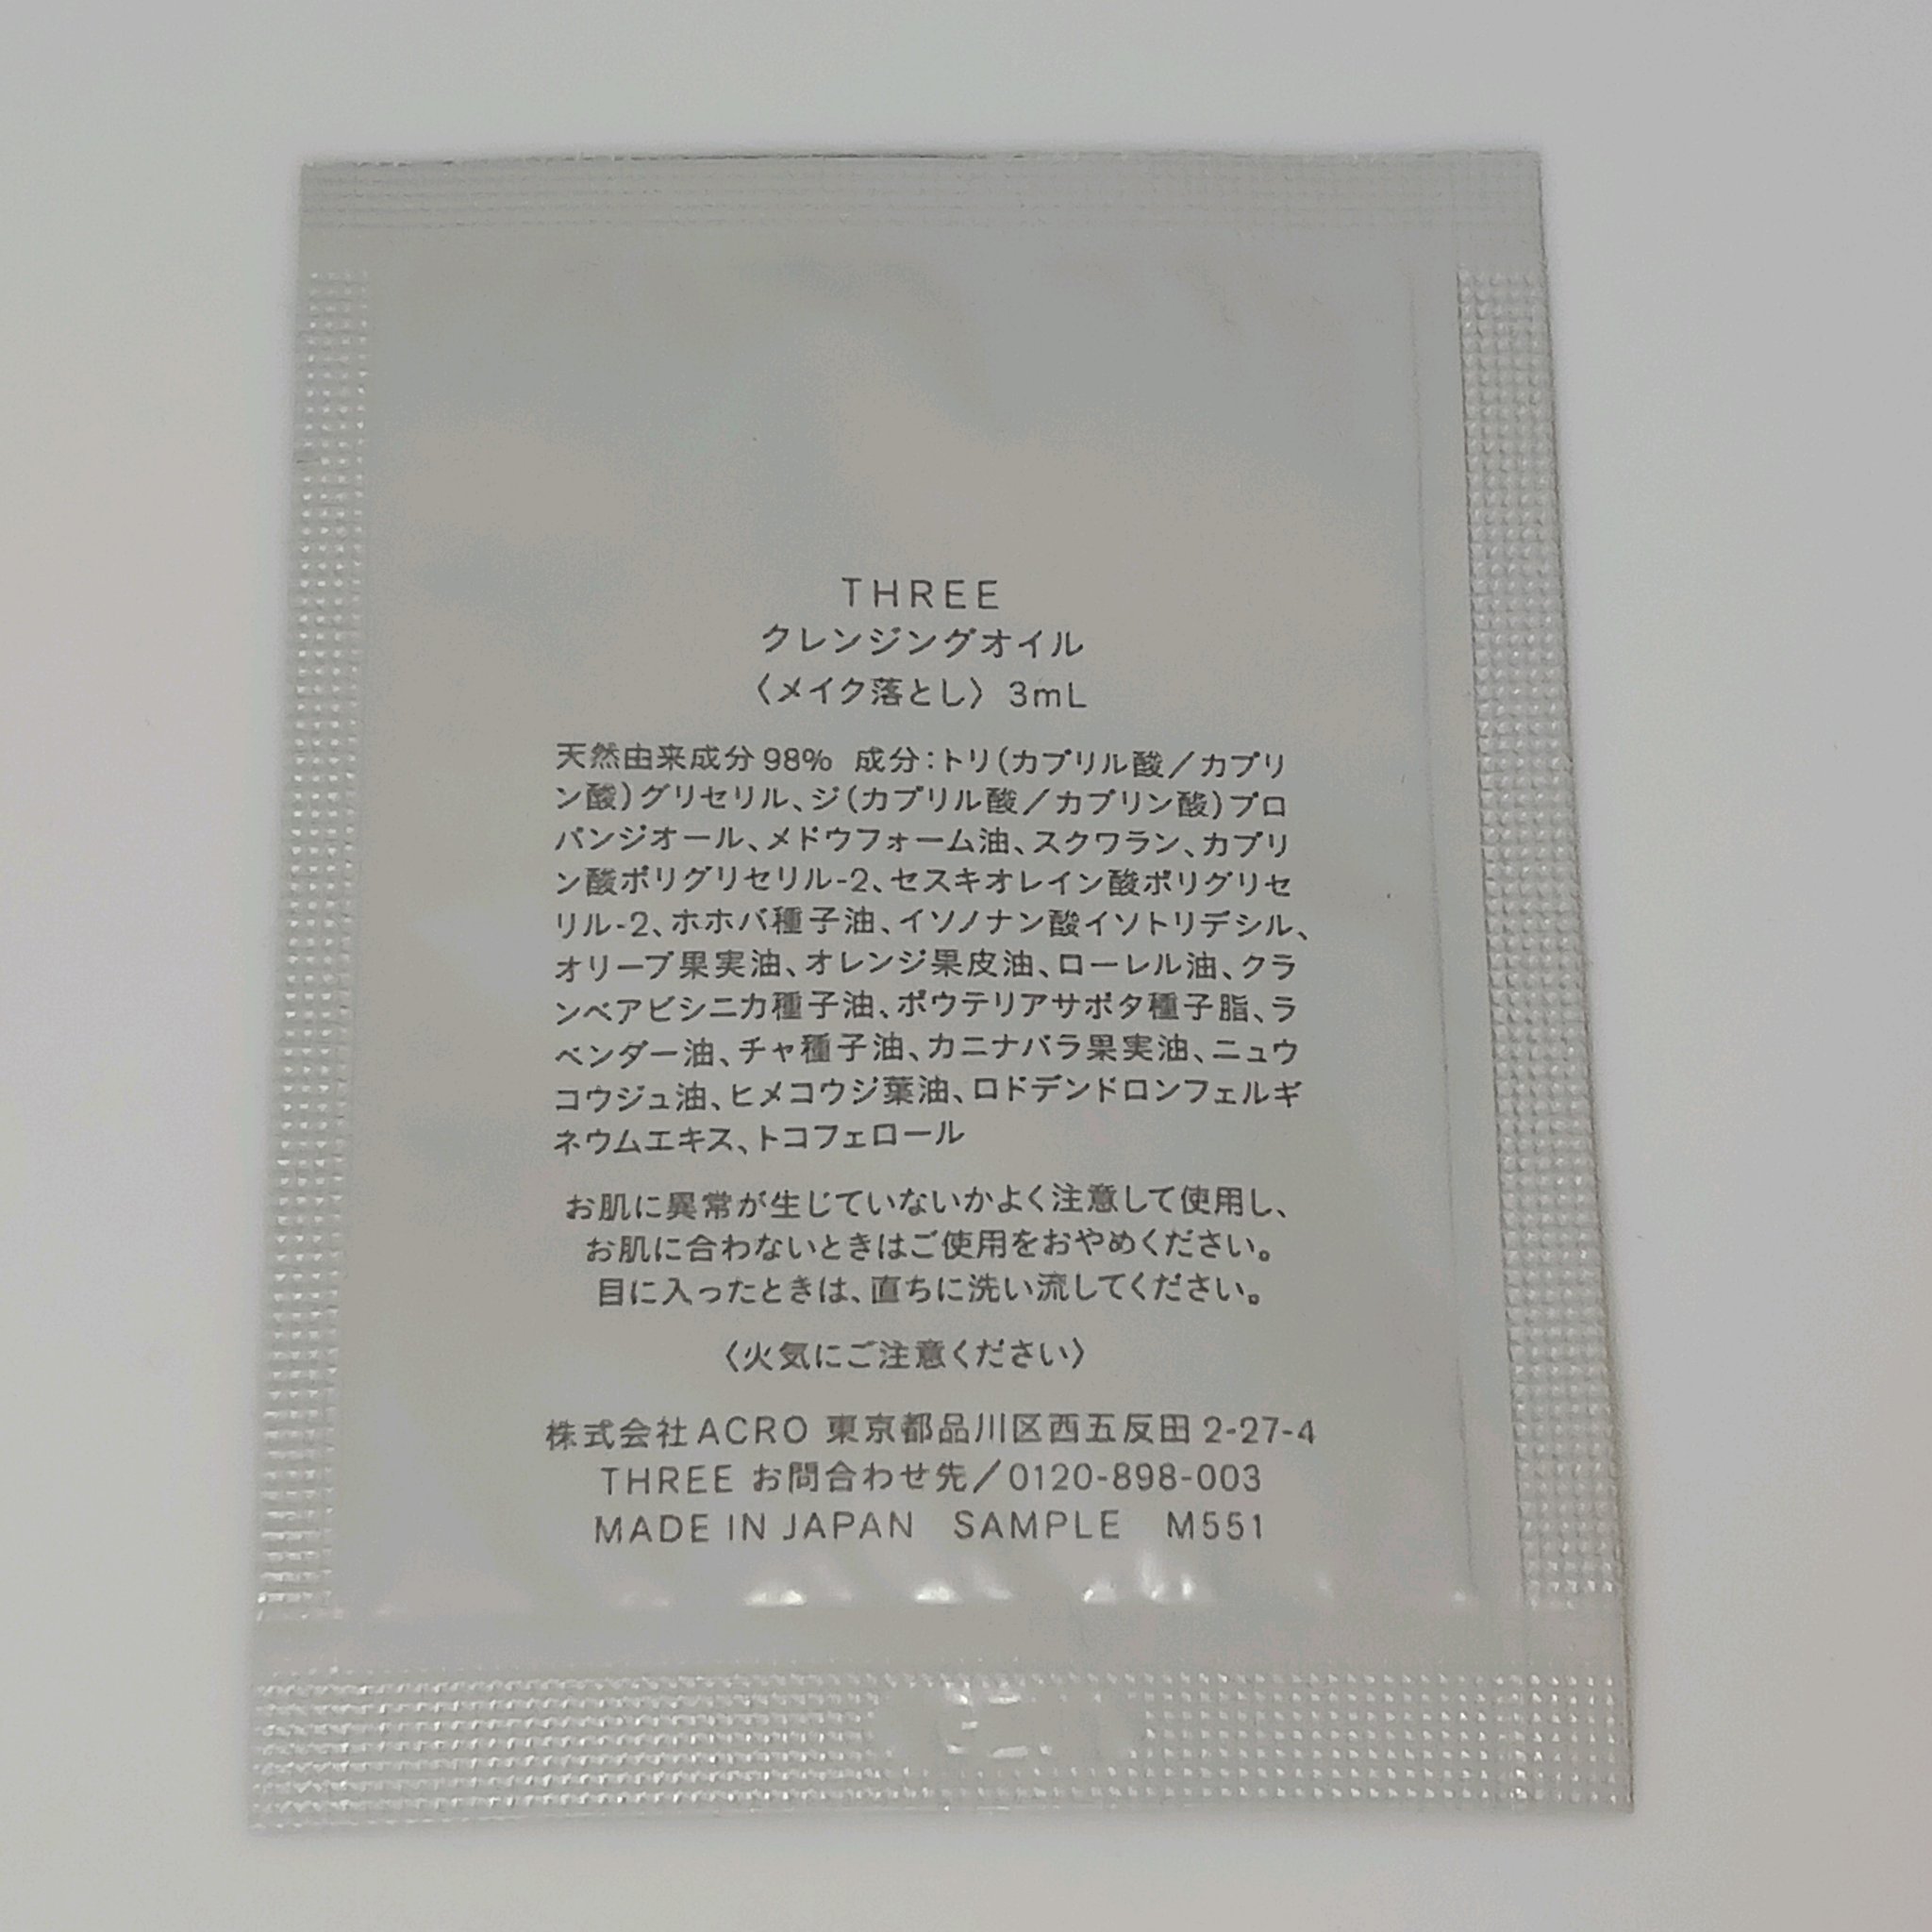 THREE
クレンジングオイル
〈メイク落とし〉3mL
天然由来成分98% 成分:トリ(カプリル酸/カプリ
ン酸)グリセリル、ジ(カプリル酸/カプリン酸)プロ
パンジオール、メドウフォーム油、スクワラン、カプリ
ン酸ポリグリセリル-2、セスキオレイン酸ポリグリセ
リル-2、ホホバ種子油、イソノナン酸イソトリデシル、
オリーブ果実油、オレンジ果皮油、ローレル油、クラ
ンベアビシニカ種子油、ポウテリアサポタ種子脂、ラ
ベンダー油、チャ種子油、カニナバラ果実油、ニュウ
コウジュ油、ヒメコウジ葉油、ロドデンドロンフェルギ
ネウムエキス、トコフェロール
お肌に異常が生じていないかよく注意して使用し、
お肌に合わないときはご使用をおやめください。
目に入ったときは、直ちに洗い流してください。
〈火気にご注意ください〉
株式会社ACRO 東京都品川区西五反田2-27-4
THREE お問合わせ先/0120-898-003
MADE IN JAPAN SAMPLE M551